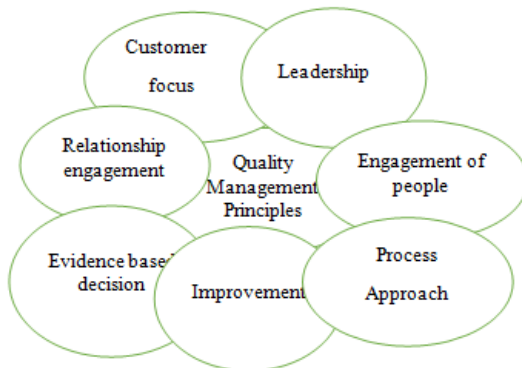 Customer
focus
Leadership
Relationship
engagement
Quality
Management
Principles
Engagement of
people
Evidence based
decision
Improvement
Process
Approach